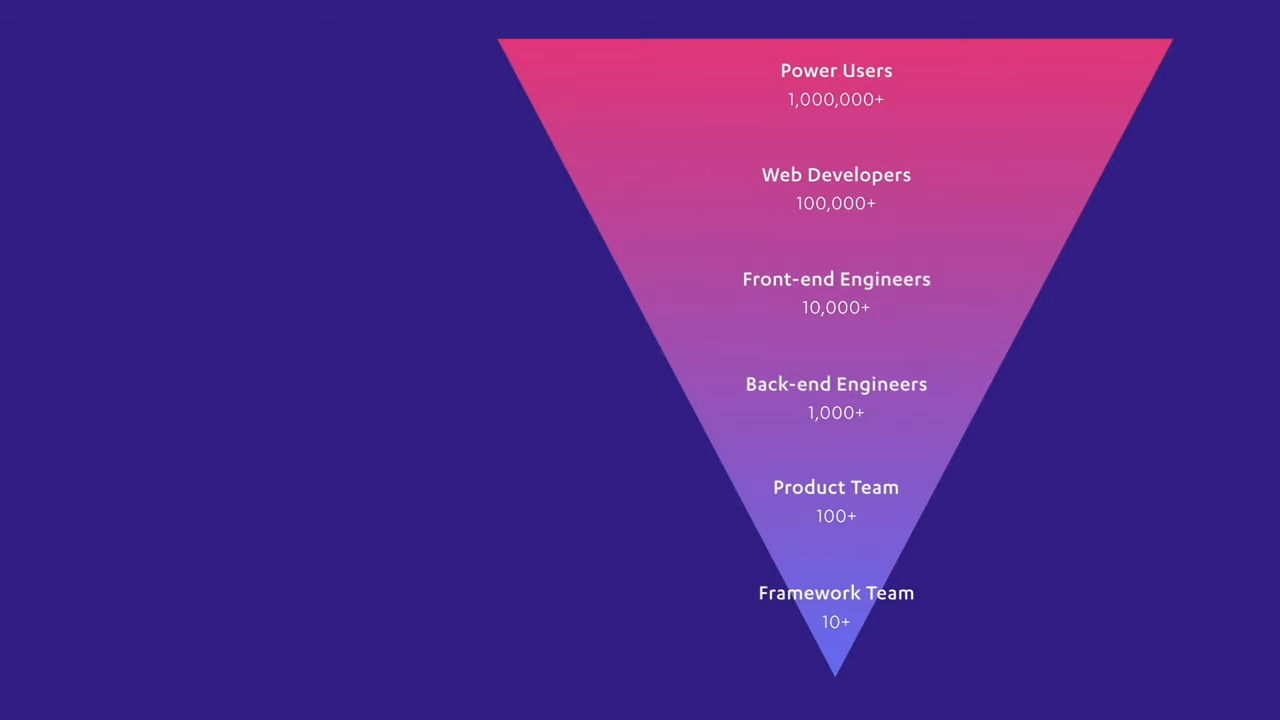 Power Users
1,000,000+
Web Developers
100,000+
Front-end Engineers
10,000+
Back-end Engineers
1,000+
Product Team
100+
Framework Team
10+